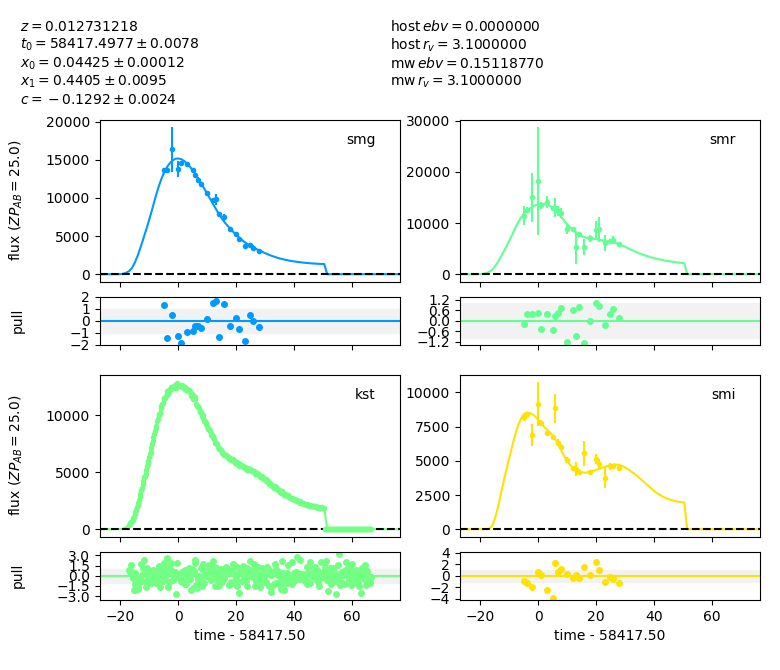 z = 0.012731218
t₀ = 58417.4977 ± 0.0078
x₀ = 0.04425 ± 0.00012
x₁ = 0.4405 ± 0.0095
c = −0.1292 ± 0.0024
host ebv = 0.0000000
host r_v = 3.1000000
mw ebv = 0.15118770
mw r_v = 3.1000000
flux (ZP_AB = 25.0)
20000
15000
10000
5000
0
smg
30000
20000
10000
0
smr
pull
2
1
0
−1
−2
1.2
0.6
0.0
−0.6
−1.2
flux (ZP_AB = 25.0)
10000
5000
0
kst
10000
7500
5000
2500
0
smi
pull
3.0
1.5
0.0
−1.5
−3.0
4
2
0
−2
−4
−20 0 20 40 60
−20 0 20 40 60
time - 58417.50
time - 58417.50